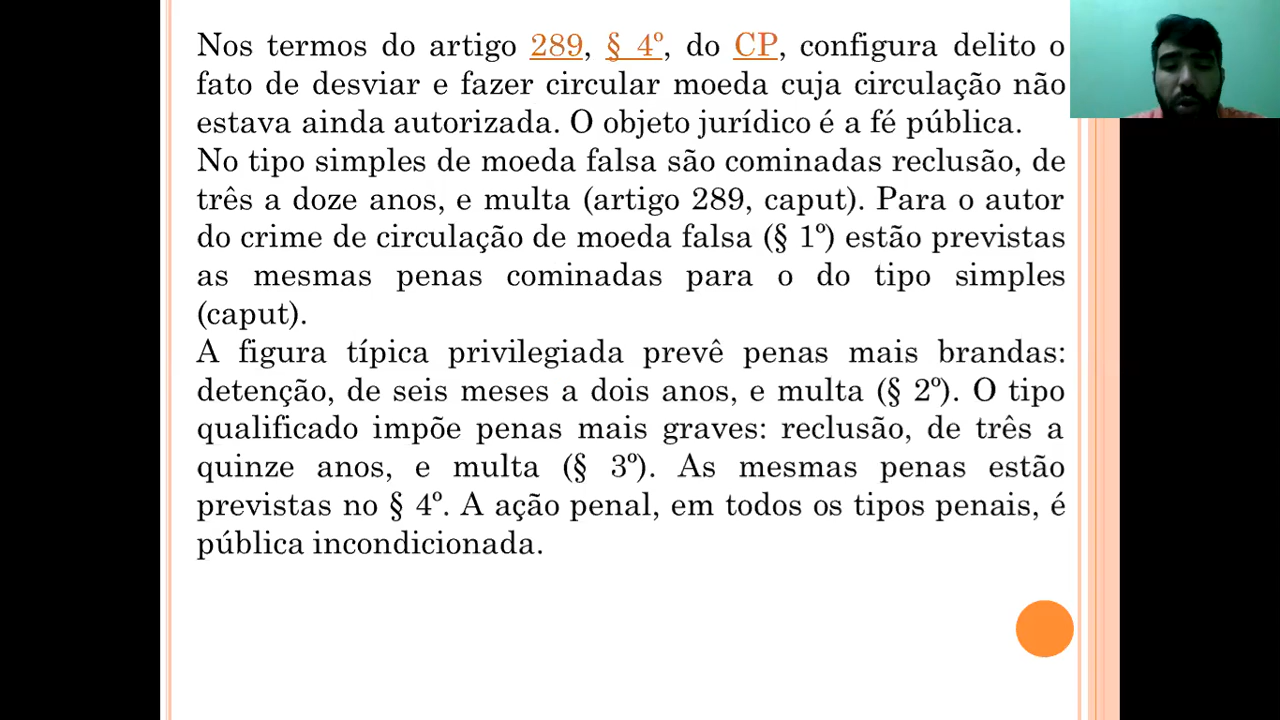 Nos termos do artigo 289, § 4º, do CP, configura delito o
fato de desviar e fazer circular moeda cuja circulação não
estava ainda autorizada. O objeto jurídico é a fé pública.
No tipo simples de moeda falsa são cominadas reclusão, de
três a doze anos, e multa (artigo 289, caput). Para o autor
do crime de circulação de moeda falsa (§ 1º) estão previstas
as mesmas penas cominadas para o do tipo simples
(caput).
A figura típica privilegiada prevê penas mais brandas:
detenção, de seis meses a dois anos, e multa (§ 2º). O tipo
qualificado impõe penas mais graves: reclusão, de três a
quinze anos, e multa (§ 3º). As mesmas penas estão
previstas no § 4º. A ação penal, em todos os tipos penais, é
pública incondicionada.